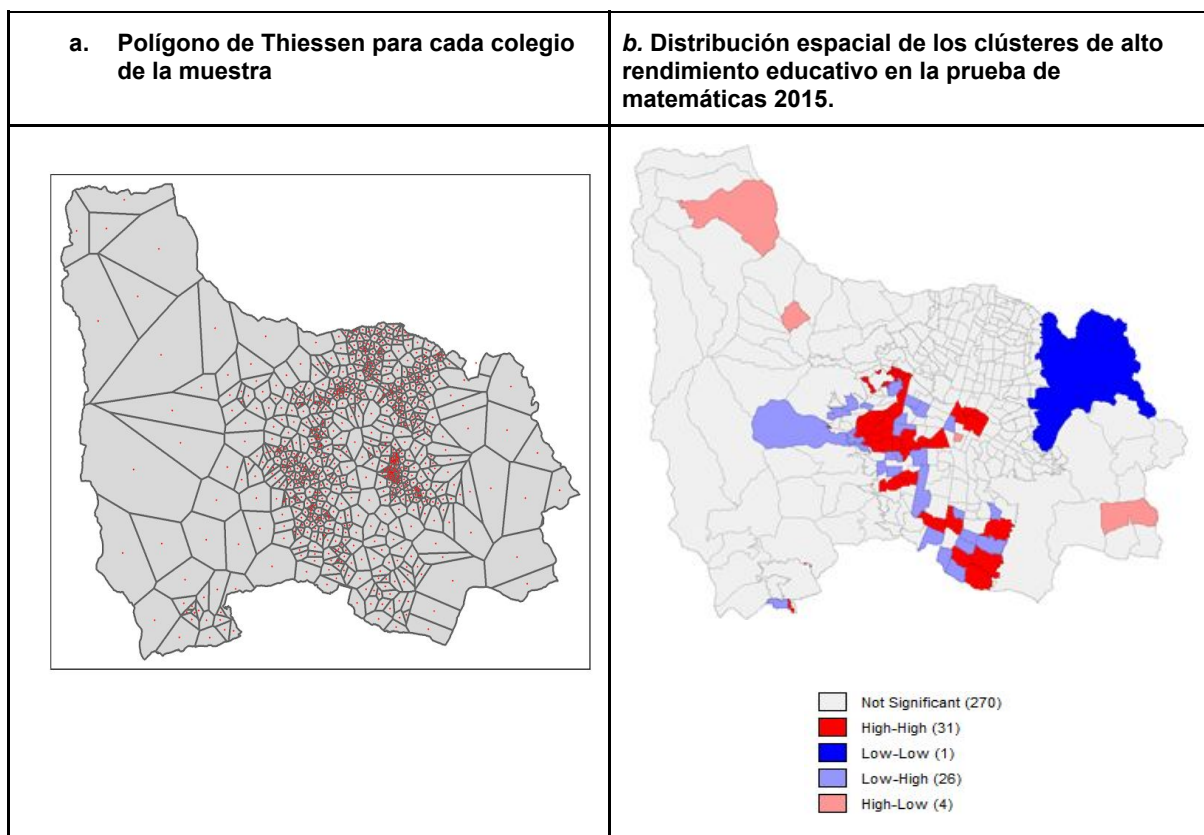 a. Polígono de Thiessen para cada colegio
de la muestra
b. Distribución espacial de los clústeres de alto
rendimiento educativo en la prueba de
matemáticas 2015.
Not Significant (270)
High-High (31)
Low-Low (1)
Low-High (26)
High-Low (4)